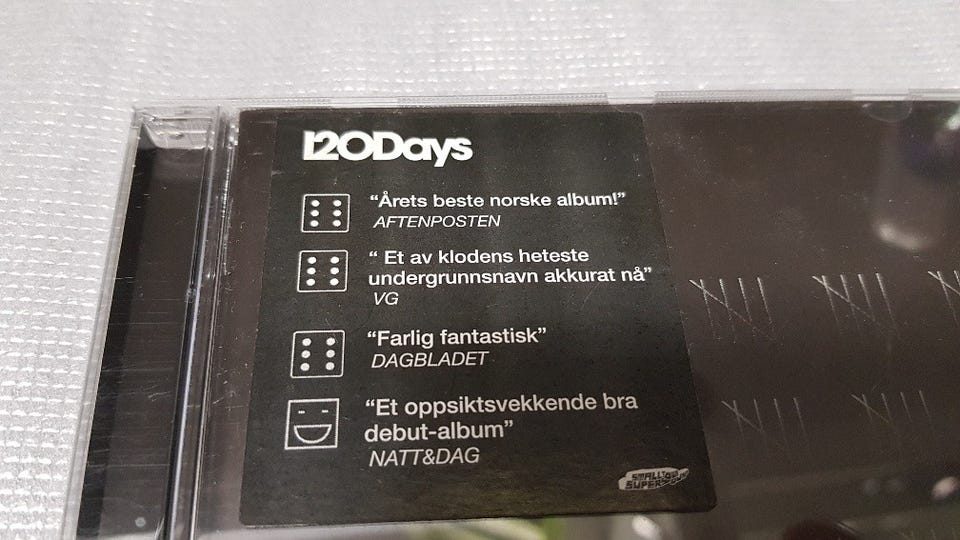 120Days
“Årets beste norske album!”
AFTENPOSTEN
“ Et av klodens heteste
undergrunnsnavn akkurat nå”
VG
“Farlig fantastisk”
DAGBLADET
“Et oppsiktsvekkende bra
debut-album”
NATT&DAG